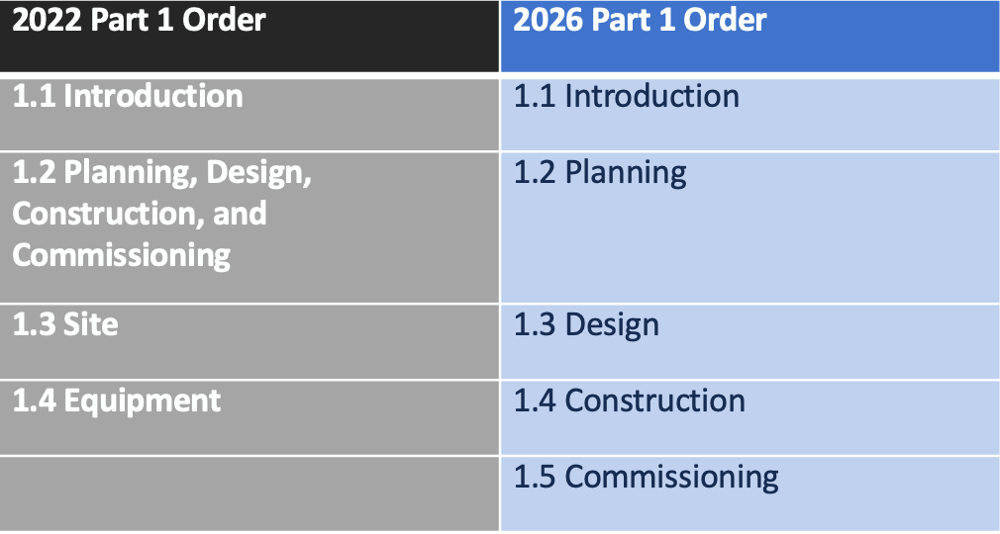 2022 Part 1 Order
2026 Part 1 Order
1.1 Introduction
1.1 Introduction
1.2 Planning, Design,
Construction, and
Commissioning
1.2 Planning
1.3 Site
1.3 Design
1.4 Equipment
1.4 Construction
1.5 Commissioning